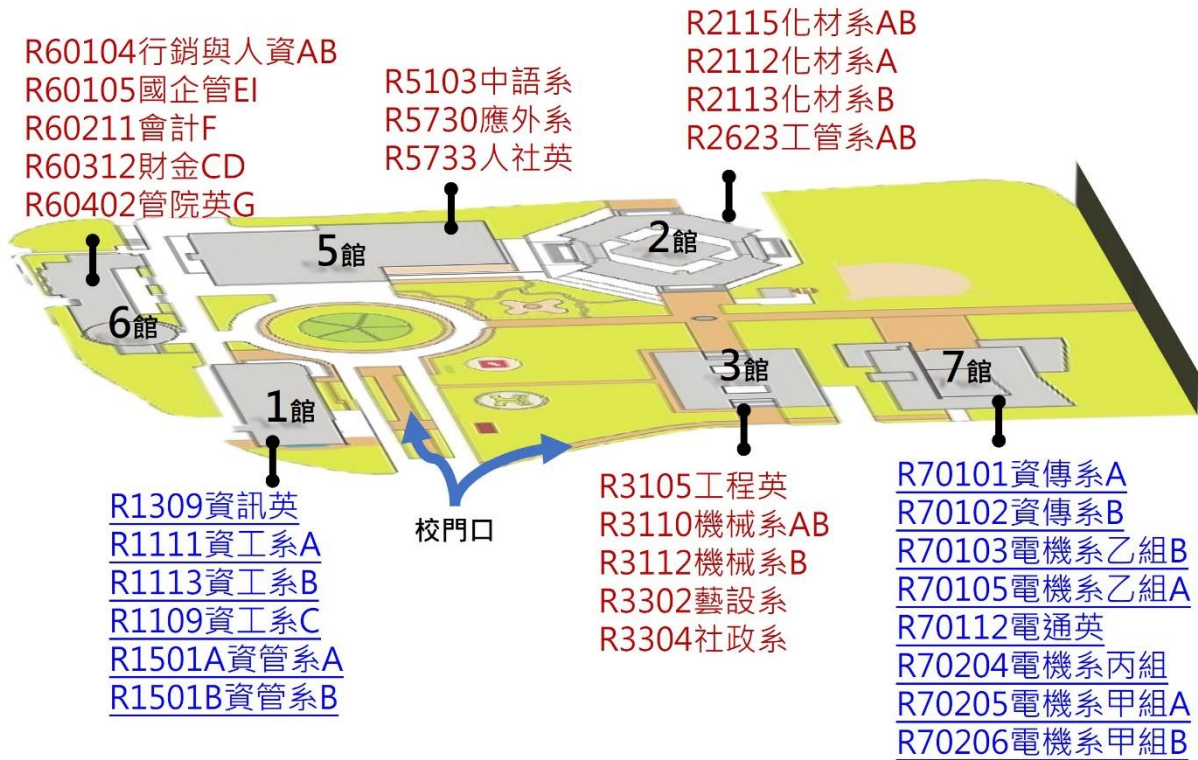 R60104行銷與人資AB
R60105國企管EI
R60211會計F
R60312財金CD
R60402管院英G
R5103中語系
R5730應外系
R5733人社英
R2115化材系AB
R2112化材系A
R2113化材系B
R2623工管系AB
5館
2館
6館
3館
7館
1館
校門口
R1309資訊英
R1111資工系A
R1113資工系B
R1109資工系C
R1501A資管系A
R1501B資管系B
R3105工程英
R3110機械系AB
R3112機械系B
R3302藝設系
R3304社政系
R70101資傳系A
R70102資傳系B
R70103電機系乙組B
R70105電機系乙組A
R70112電通英
R70204電機系丙組
R70205電機系甲組A
R70206電機系甲組B